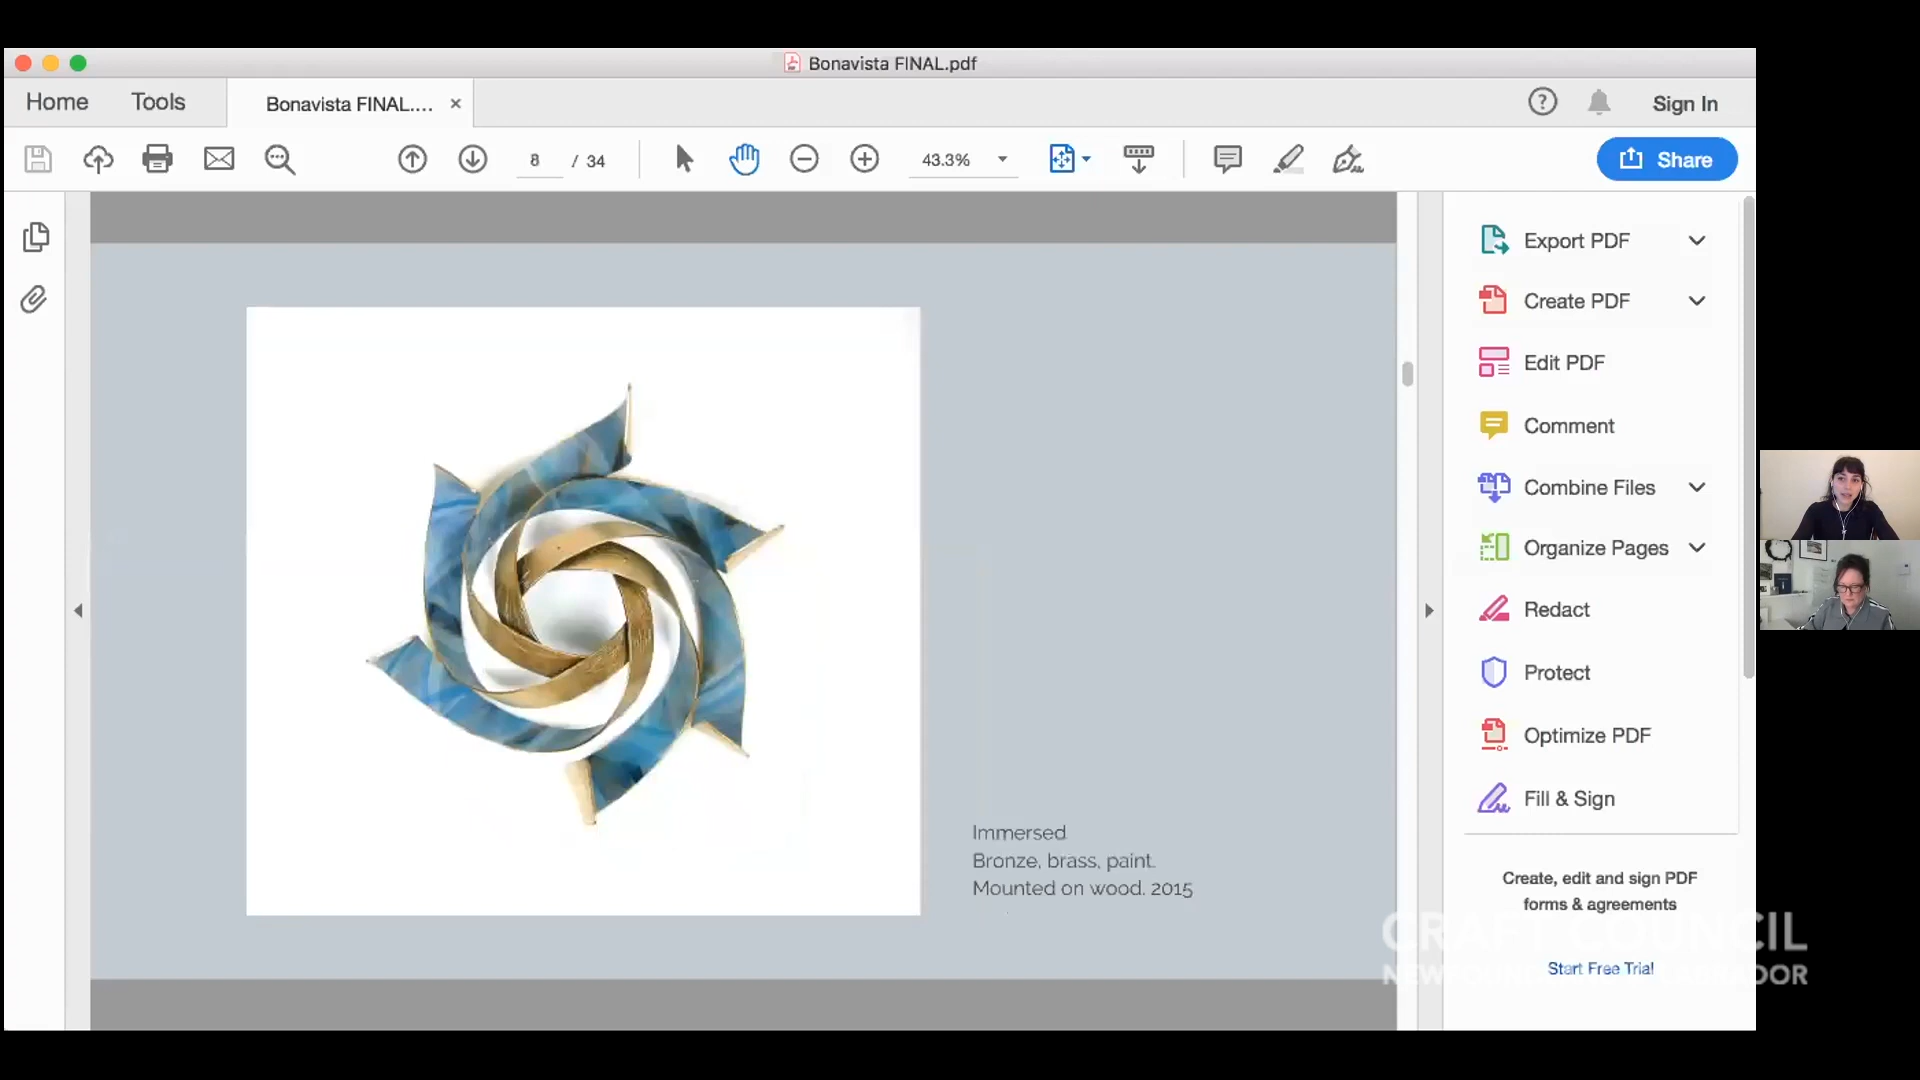 Bonavista FINAL.pdf
Home
Tools
Bonavista FINAL....
Sign In
8 / 34
43.3%
Share
Export PDF
Create PDF
Edit PDF
Comment
Combine Files
Organize Pages
Redact
Protect
Optimize PDF
Fill & Sign
Immersed
Bronze, brass, paint.
Mounted on wood. 2015
Create, edit and sign PDF
forms & agreements
Start Free Trial
CRAFT COUNCIL